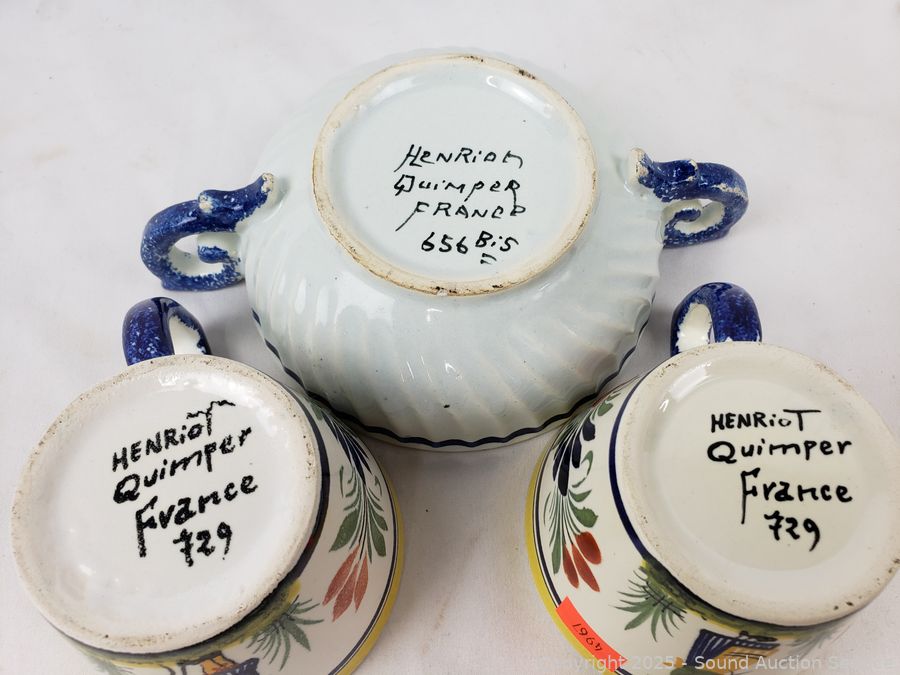 HENRiot
Quimper
FRANCE
656 Bis
HENRiOT
Quimper
France
729
HENRiOT
Quimper
France
729
4961
Copyright 2025 - Sound Auction Service